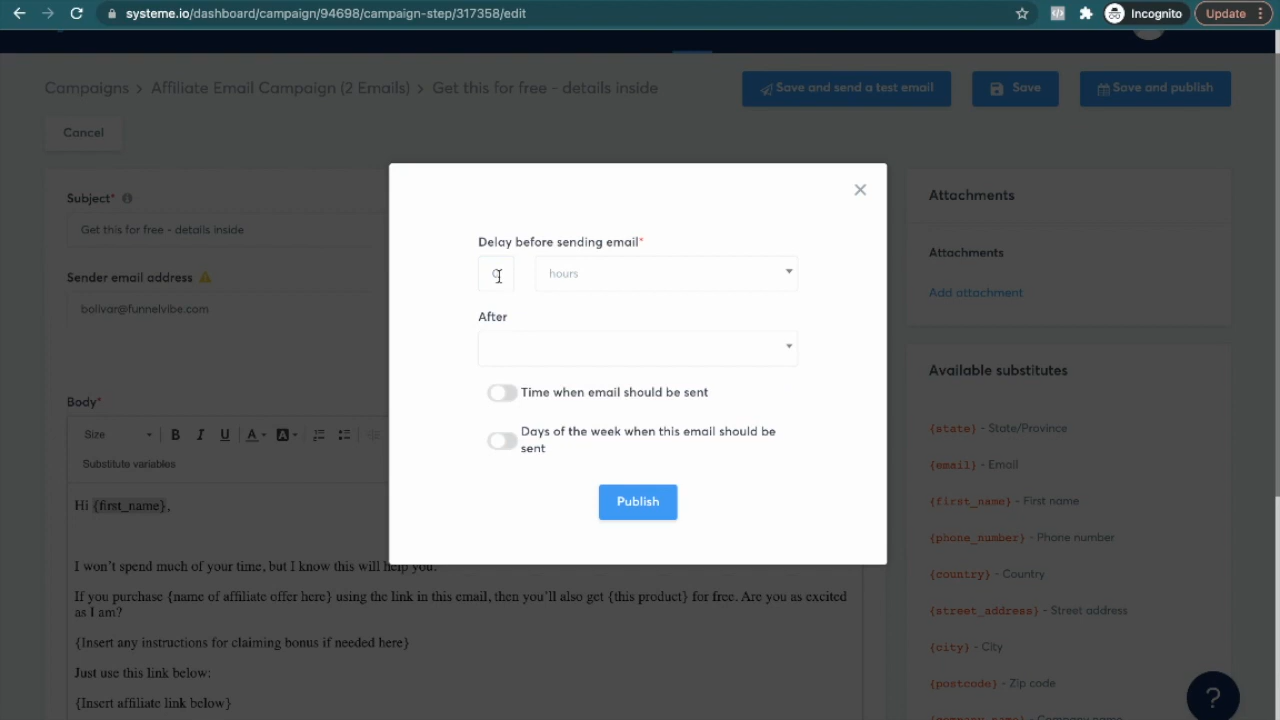 systeme.io/dashboard/campaign/94698/campaign-step/317358/edit
Incognito
Update
Campaigns > Affiliate Email Campaign (2 Emails) > Get this for free - details inside
Save and send a test email
Save
Save and publish
Cancel
Subject*
Get this for free - details inside
Sender email address
bolivar@funnelvibe.com
Body*
Size
B I U A A
Substitute variables
Hi {first_name},
I won't spend much of your time, but I know this will help you.
If you purchase {name of affiliate offer here} using the link in this email, then you'll also get {this product} for free. Are you as excited
as I am?
{Insert any instructions for claiming bonus if needed here}
Just use this link below:
{Insert affiliate link below}
Delay before sending email*
hours
After
Time when email should be sent
Days of the week when this email should be
sent
Publish
Attachments
Attachments
Add attachment
Available substitutes
{state} - State/Province
{email} - Email
{first_name} - First name
{phone_number} - Phone number
{country} - Country
{street_address} - Street address
{city} - City
{postcode} - Zip code
{company_name} - Company name
?